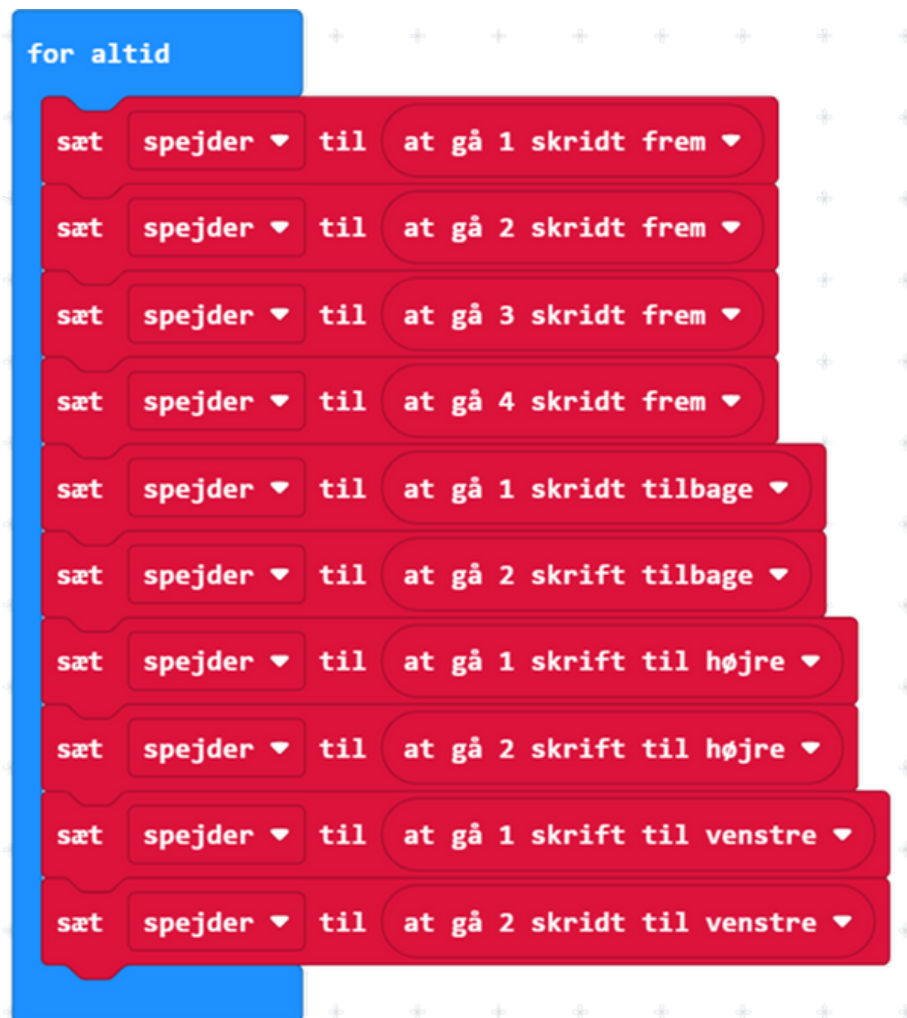 for altid
sæt spejder til at gå 1 skridt frem
sæt spejder til at gå 2 skridt frem
sæt spejder til at gå 3 skridt frem
sæt spejder til at gå 4 skridt frem
sæt spejder til at gå 1 skridt tilbage
sæt spejder til at gå 2 skrift tilbage
sæt spejder til at gå 1 skrift til højre
sæt spejder til at gå 2 skrift til højre
sæt spejder til at gå 1 skrift til venstre
sæt spejder til at gå 2 skridt til venstre